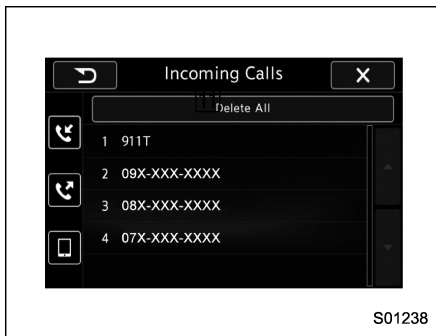 Incoming Calls
X
(1)
Delete All
1 911T
2 09X-XXX-XXXX
3 08X-XXX-XXXX
4 07X-XXX-XXXX
S01238